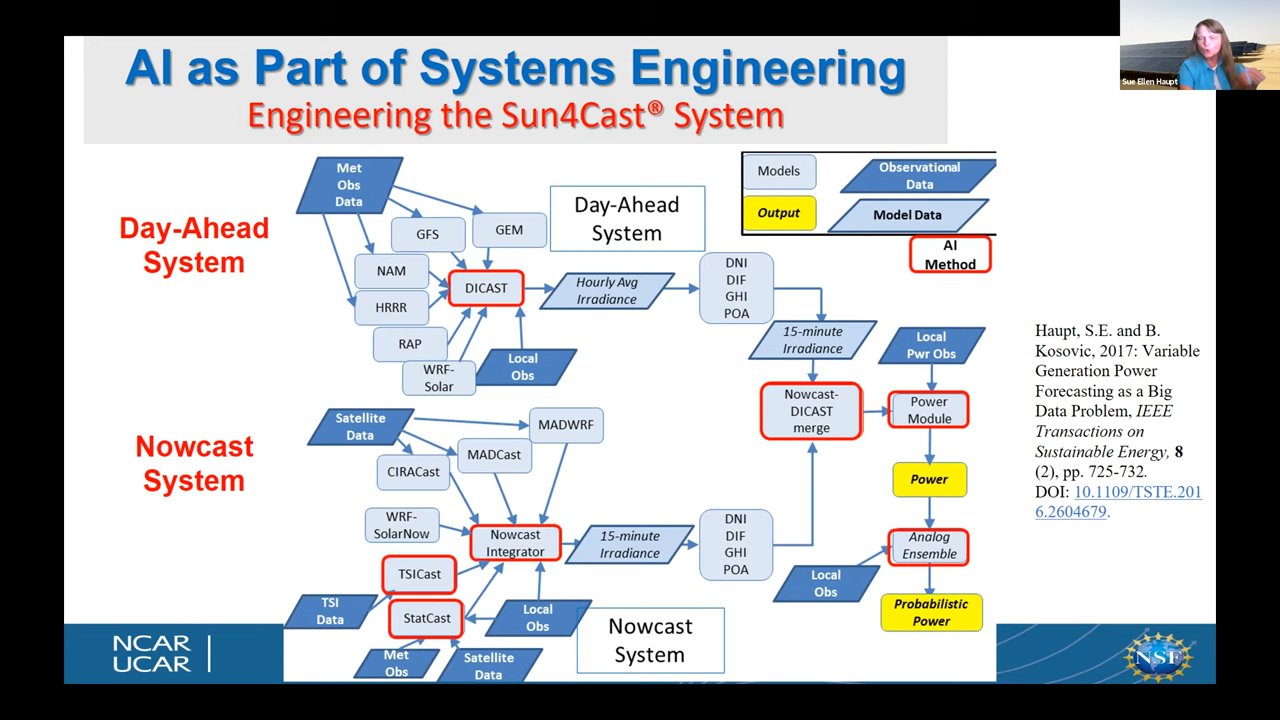 AI as Part of Systems Engineering
Engineering the Sun4Cast® System
Sue Ellen Haupt
Day-Ahead
System
Met
Obs
Data
GFS
GEM
NAM
HRRR
RAP
WRF-
Solar
DICAST
Local
Obs
Day-Ahead
System
Hourly Avg
Irradiance
DNI
DIF
GHI
POA
15-minute
Irradiance
Models
Observational
Data
Output
Model Data
AI
Method
Nowcast
System
Satellite
Data
MADWRF
MADCast
CIRACast
WRF-
SolarNow
Nowcast
Integrator
TSICast
TSI
Data
StatCast
Met
Obs
Satellite
Data
Local
Obs
15-minute
Irradiance
DNI
DIF
GHI
POA
Nowcast
System
Nowcast-
DICAST
merge
Local
Pwr Obs
Power
Module
Power
Analog
Ensemble
Local
Obs
Probabilistic
Power
Haupt, S.E. and B.
Kosovic, 2017: Variable
Generation Power
Forecasting as a Big
Data Problem, IEEE
Transactions on
Sustainable Energy, 8
(2), pp. 725-732.
DOI: 10.1109/TSTE.201
6.2604679.
NCAR
UCAR
NSF